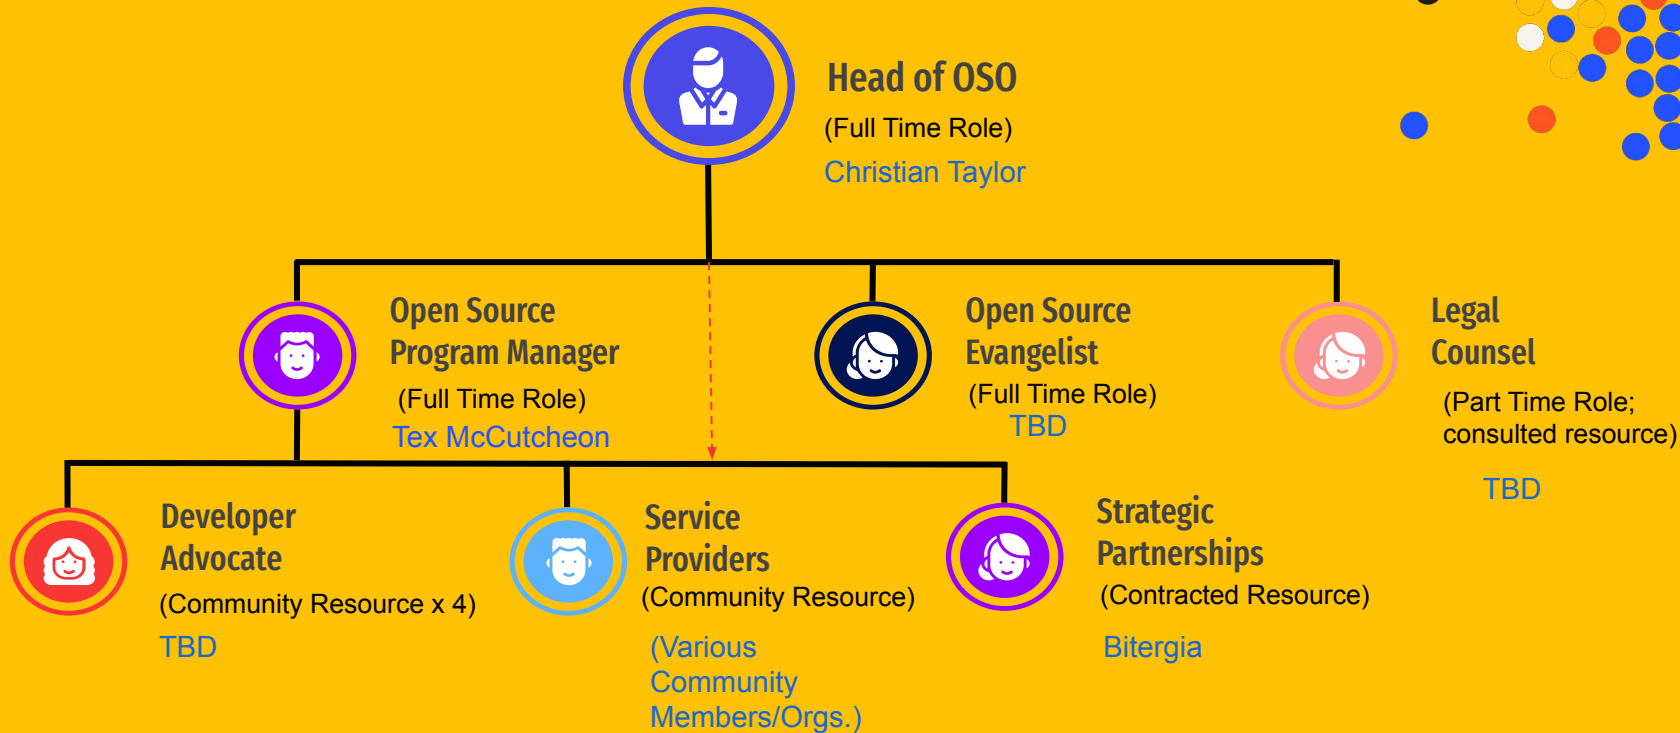 Head of OSO
(Full Time Role)
Christian Taylor
Open Source
Program Manager
(Full Time Role)
Tex McCutcheon
Open Source
Evangelist
(Full Time Role)
TBD
Legal
Counsel
(Part Time Role;
consulted resource)
TBD
Developer
Advocate
(Community Resource x 4)
TBD
Service
Providers
(Community Resource)
(Various
Community
Members/Orgs.)
Strategic
Partnerships
(Contracted Resource)
Bitergia